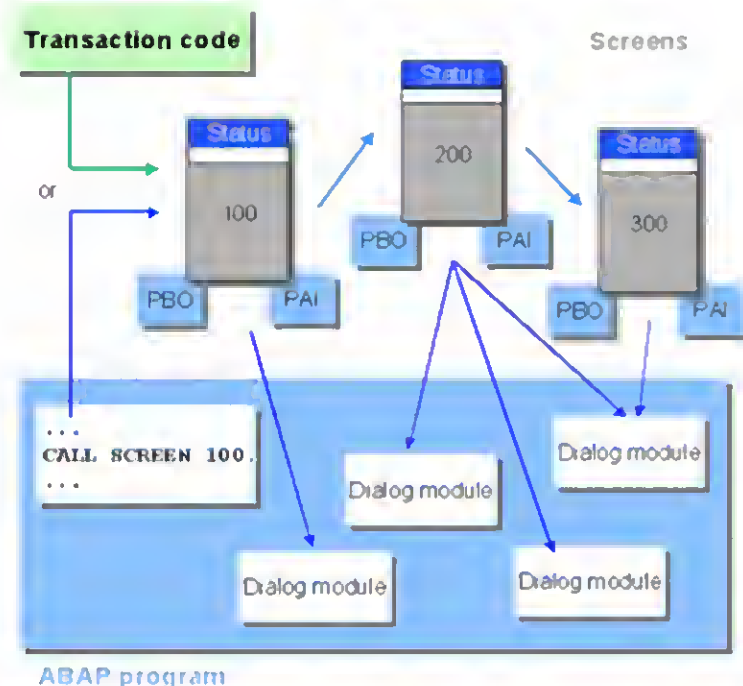 Transaction code
Screens
Status
Status
Status
200
or
100
300
PBO
PAI
PBO
PAI
PBO
PAI
...
CALL SCREEN 100.
...
Dialog module
Dialog module
Dialog module
Dialog module
ABAP program